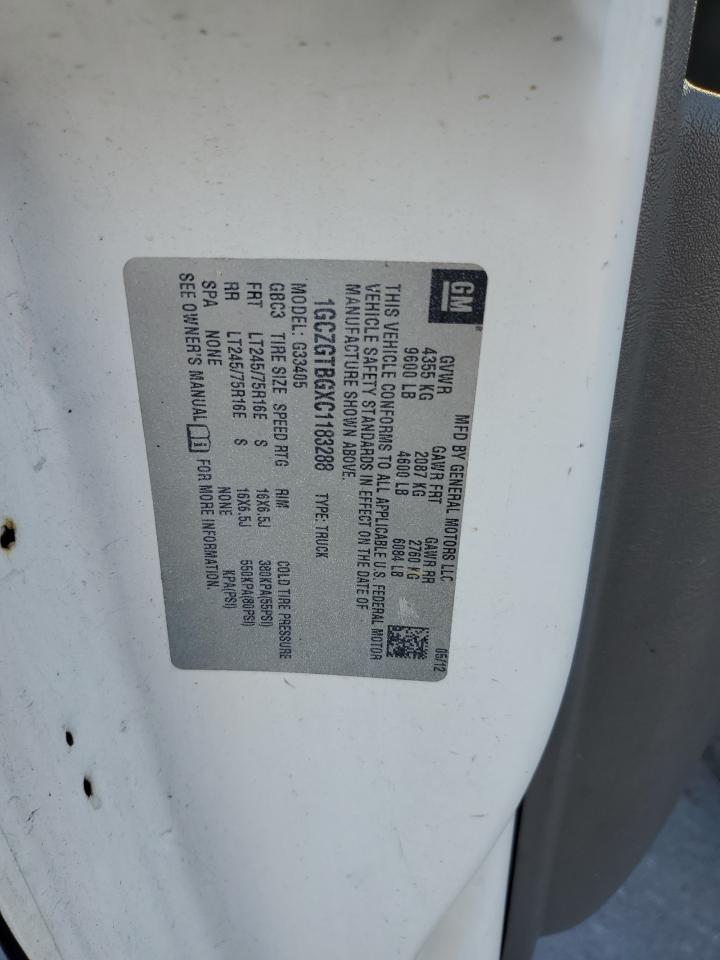 GM
MFD BY GENERAL MOTORS LLC 05/12
GVWR GAWR FRT GAWR RR
4355 KG 2087 KG 2760 KG
9600 LB 4600 LB 6084 LB
THIS VEHICLE CONFORMS TO ALL APPLICABLE U.S. FEDERAL MOTOR
VEHICLE SAFETY STANDARDS IN EFFECT ON THE DATE OF
MANUFACTURE SHOWN ABOVE.
1GCZGTBGXC1183288 TYPE: TRUCK
MODEL: G33405
GBC3 TIRE SIZE SPEED RTG RIM COLD TIRE PRESSURE
FRT LT245/75R16E S 16X6.5J 380KPA(55PSI)
RR LT245/75R16E S 16X6.5J 550KPA(80PSI)
SPA NONE NONE KPA(PSI)
SEE OWNER'S MANUAL FOR MORE INFORMATION.